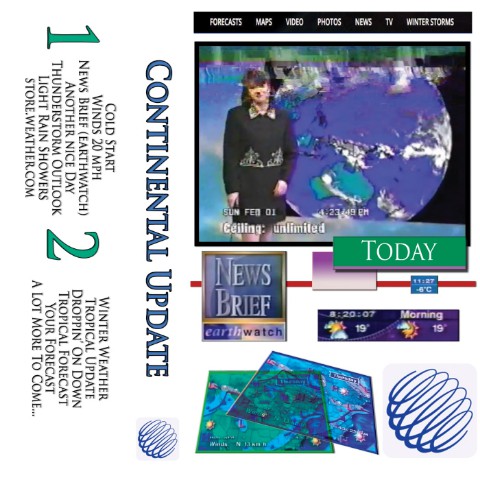 1
COLD START
WINDS 20 MPH
NEWS BRIEF (EARTHWATCH)
ANOTHER NICE DAY
THUNDERSTORM OUTLOOK
LIGHT RAIN SHOWERS
STORE.WEATHER.COM
2
WINTER WEATHER
TROPICAL UPDATE
DROPPIN' ON DOWN
TROPICAL FORECAST
YOUR FORECAST
A LOT MORE TO COME...
CONTINENTAL UPDATE
FORECASTS MAPS VIDEO PHOTOS NEWS TV WINTER STORMS
SUN FEB 01 4:23:49 PM
Ceiling: unlimited
TODAY
NEWS
BRIEF
earthwatch
11:27
-6°C
8:20:07 Morning
19° 19°